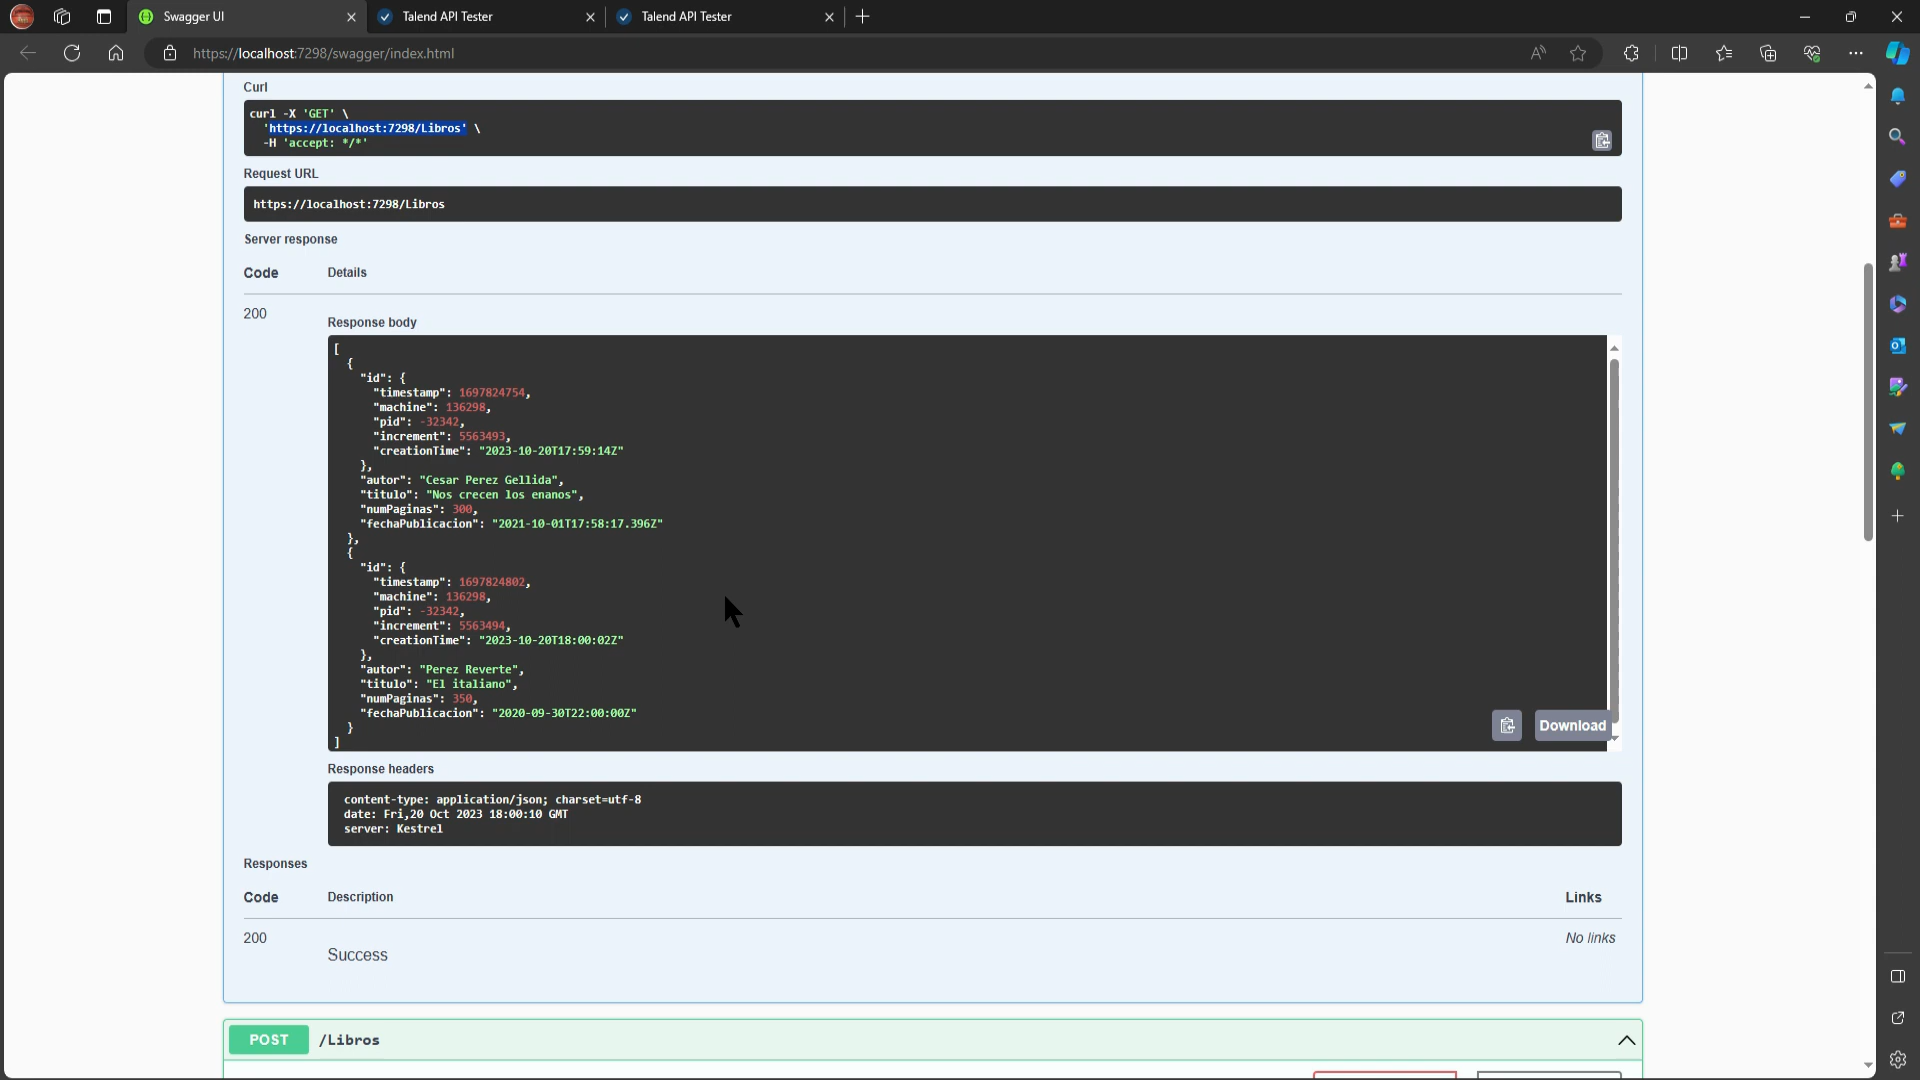 Swagger UI
Talend API Tester
Talend API Tester
https://localhost:7298/swagger/index.html
Curl
curl -X 'GET' \
'https://localhost:7298/Libros' \
-H 'accept: */*'
Request URL
https://localhost:7298/Libros
Server response
Code Details
200
Response body
[
{
"id": {
"timestamp": 1697824754,
"machine": 136298,
"pid": -32342,
"increment": 5563493,
"creationTime": "2023-10-20T17:59:14Z"
},
"autor": "Cesar Perez Gellida",
"titulo": "Nos crecen los enanos",
"numPaginas": 300,
"fechaPublicacion": "2021-10-01T17:58:17.396Z"
},
{
"id": {
"timestamp": 1697824802,
"machine": 136298,
"pid": -32342,
"increment": 5563494,
"creationTime": "2023-10-20T18:00:02Z"
},
"autor": "Perez Reverte",
"titulo": "El italiano",
"numPaginas": 350,
"fechaPublicacion": "2020-09-30T22:00:00Z"
}
]
Download
Response headers
content-type: application/json; charset=utf-8
date: Fri,20 Oct 2023 18:00:10 GMT
server: Kestrel
Responses
Code Description Links
200 No links
Success
POST /Libros